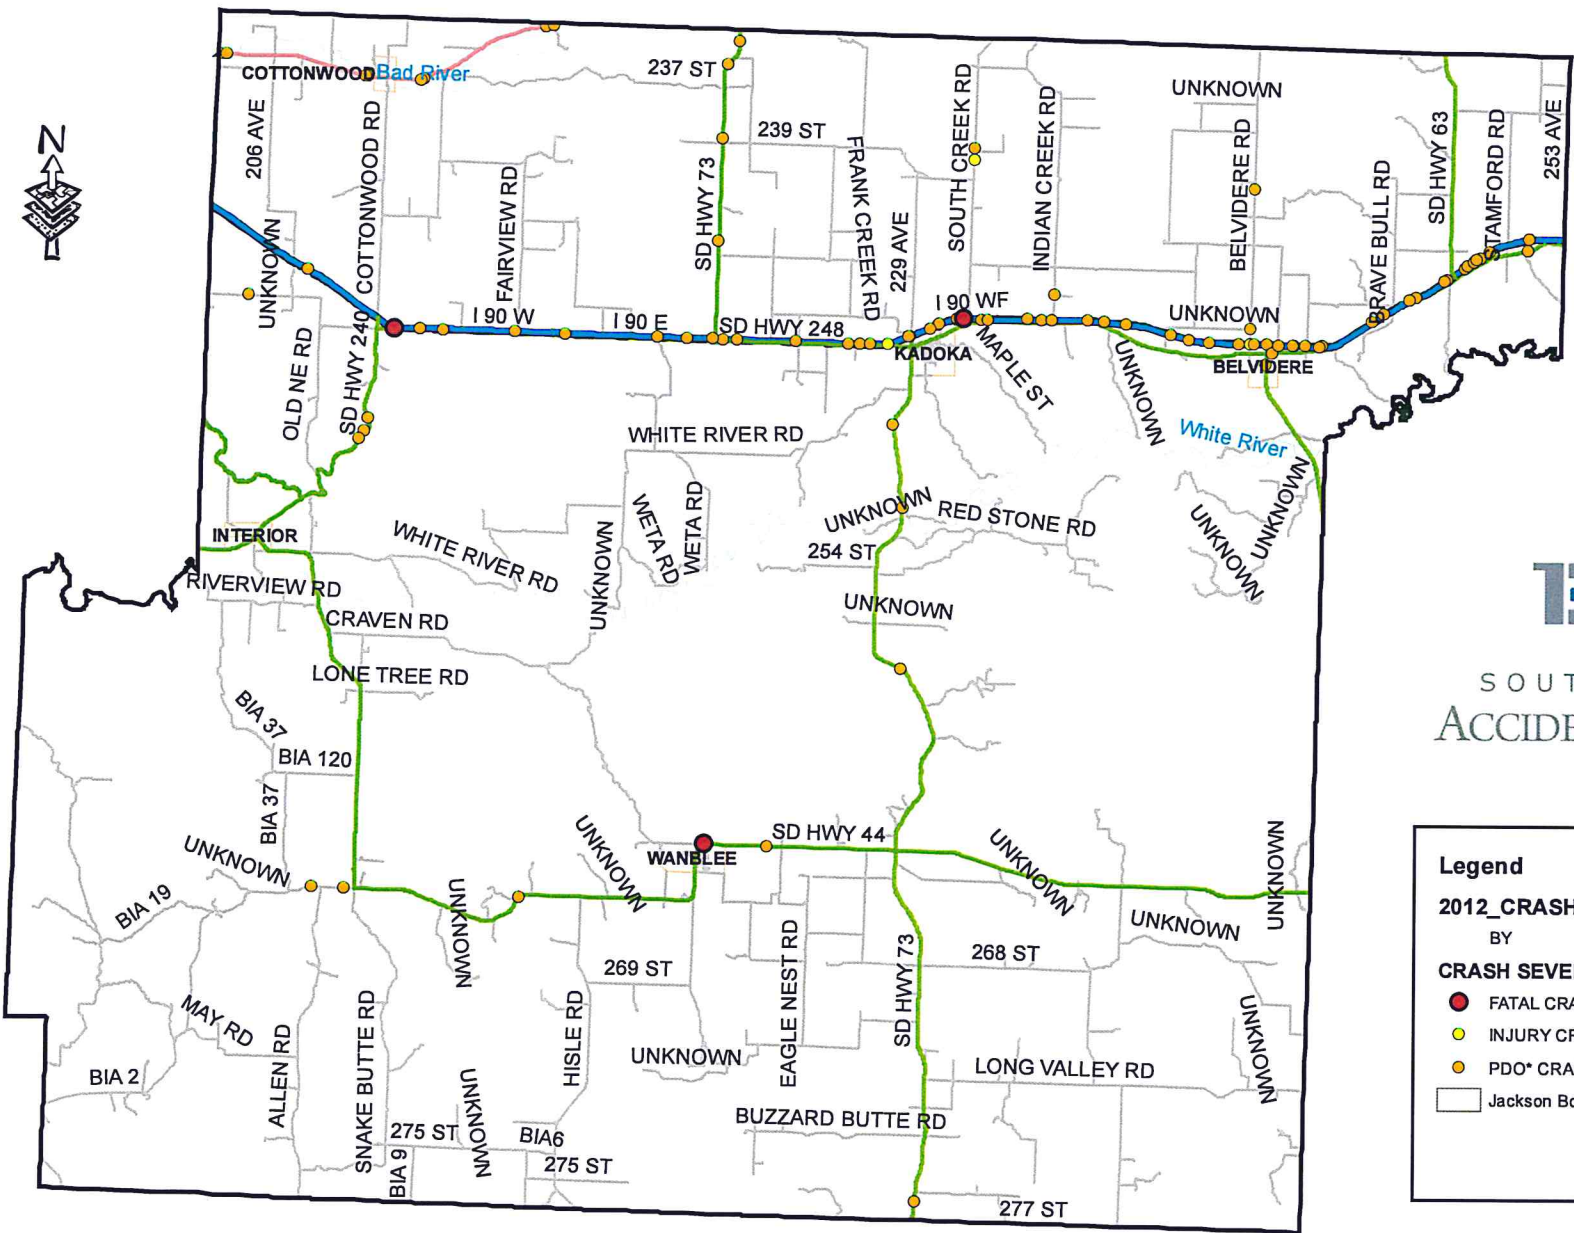 COTTONWOOD
Bad River
237 ST
206 AVE
COTTONWOOD RD
239 ST
SD HWY 73
FRANK CREEK RD
SOUTH CREEK RD
INDIAN CREEK RD
UNKNOWN
BELVIDERE RD
SD HWY 63
STAMFORD RD
253 AVE
N
UNKNOWN
FAIRVIEW RD
229 AVE
BRAVE BULL RD
I 90 W
I 90 E
SD HWY 248
I 90 WF
UNKNOWN
OLD NE RD
SD HWY 240
KADOKA
MAPLE ST
UNKNOWN
BELVIDERE
WHITE RIVER RD
White River
INTERIOR
WHITE RIVER RD
UNKNOWN
WETA RD
WETA RD
UNKNOWN
RED STONE RD
254 ST
UNKNOWN
UNKNOWN
RIVERVIEW RD
CRAVEN RD
UNKNOWN
LONE TREE RD
BIA 37
BIA 120
BIA 37
SOUT
ACCIDE
UNKNOWN
UNKNOWN
WANBLEE
SD HWY 44
UNKNOWN
UNKNOWN
BIA 19
UNKNOWN
EAGLE NEST RD
SD HWY 73
UNKNOWN
268 ST
269 ST
MAY RD
ALLEN RD
SNAKE BUTTE RD
HISLE RD
UNKNOWN
UNKNOWN
BIA 2
UNKNOWN
LONG VALLEY RD
BUZZARD BUTTE RD
275 ST
BIA6
BIA 9
275 ST
277 ST
Legend
2012_CRASH
BY
CRASH SEVE
FATAL CRA
INJURY CR
PDO* CRA
Jackson Bo